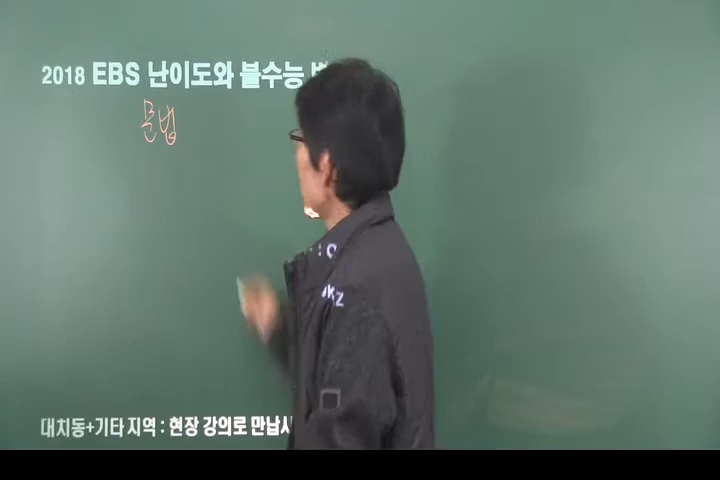 2018 EBS 난이도와 불수능
문법
대치동+기타 지역 : 현장 강의로 만납시